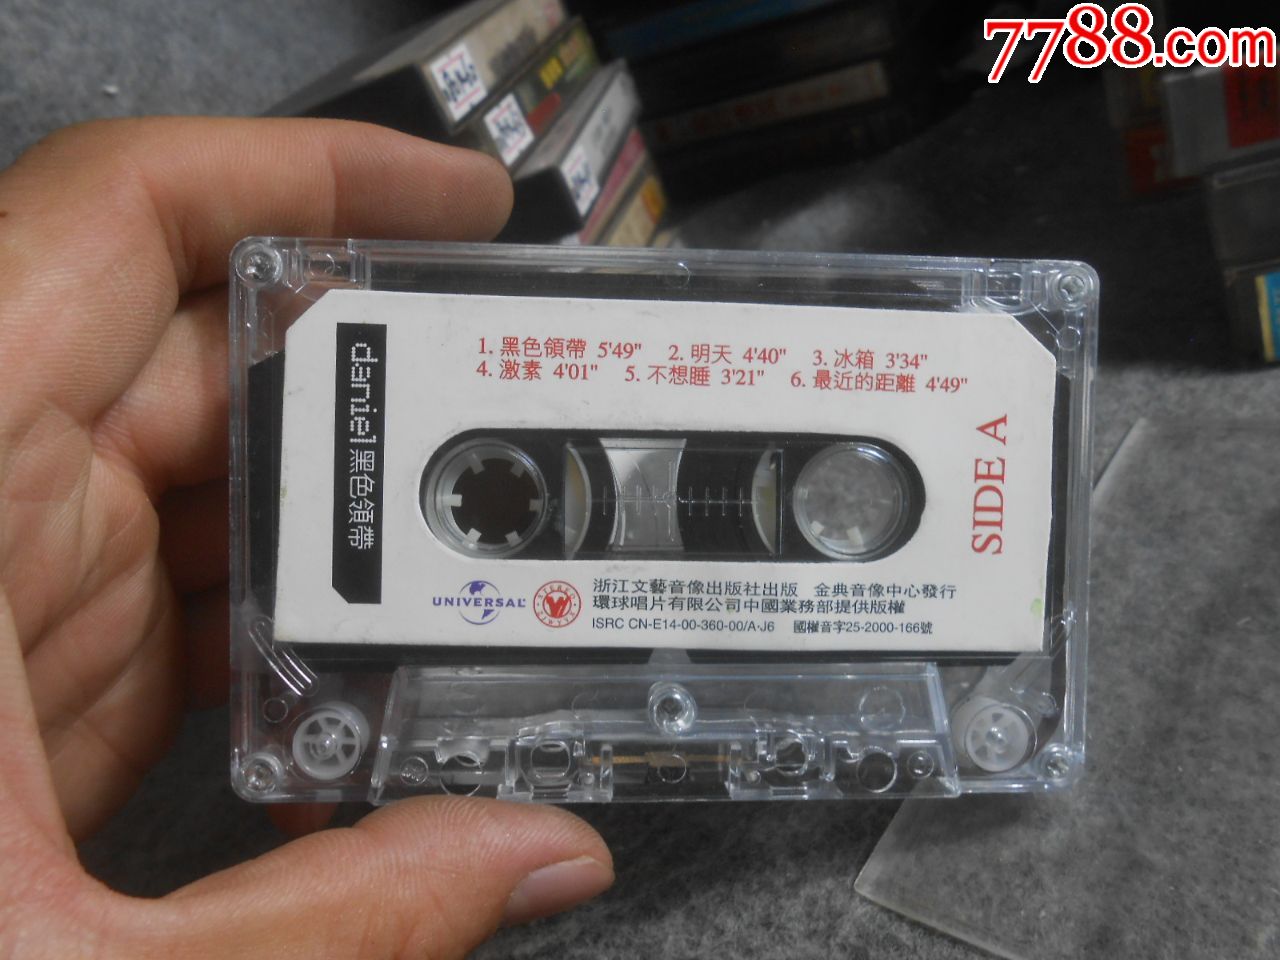 7788.com
1. 黑色領帶 5'49" 2. 明天 4'40" 3. 冰箱 3'34"
4. 激素 4'01" 5. 不想睡 3'21" 6. 最近的距離 4'49"
daniel 黑色領帶
SIDE A
UNIVERSAL
STEREO
浙江文藝音像出版社出版 金典音像中心發行
環球唱片有限公司中國業務部提供版權
ISRC CN-E14-00-360-00/A·J6 國權音字25-2000-166號